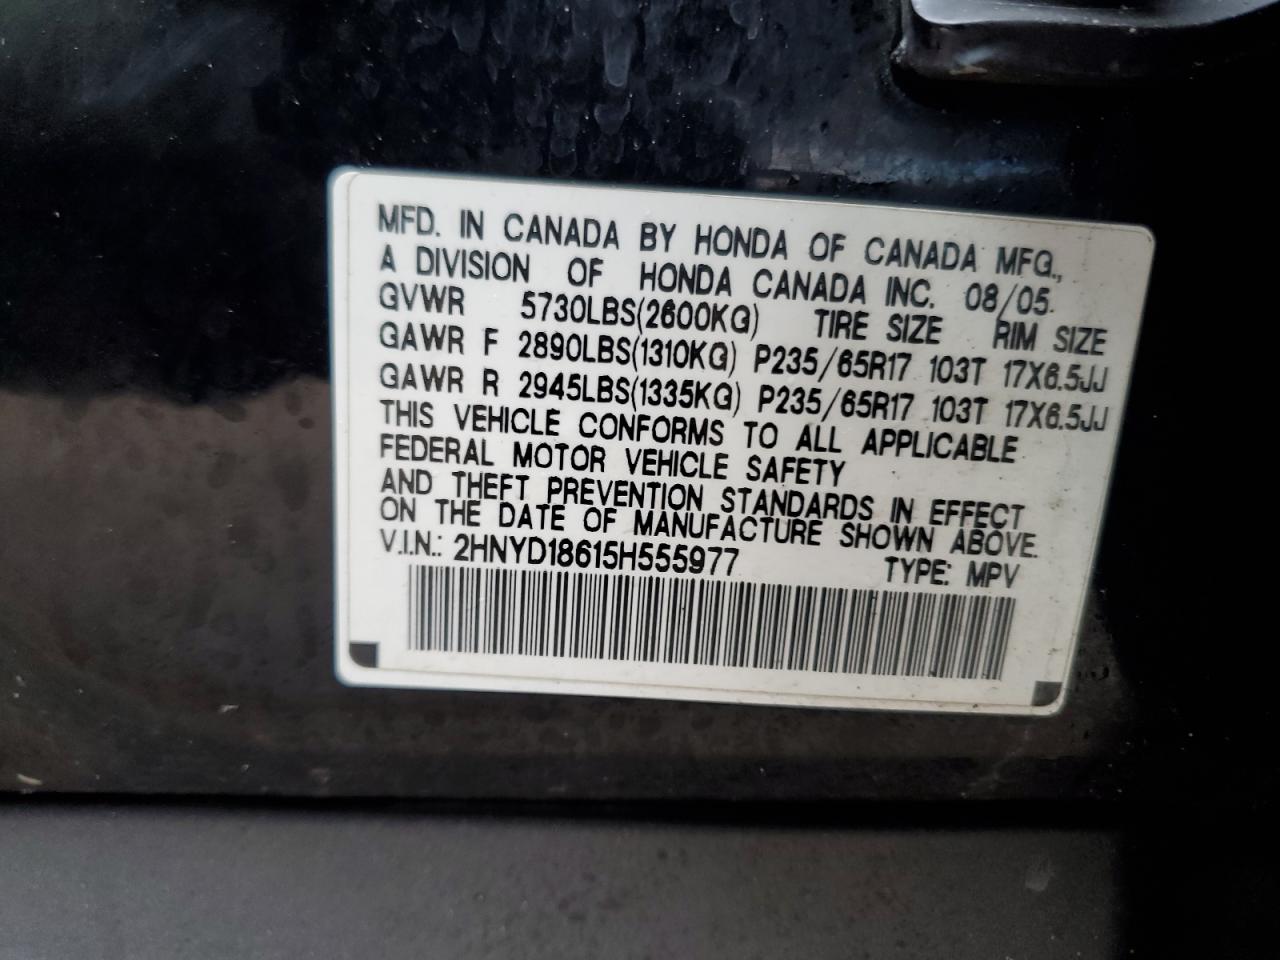 MFD. IN CANADA BY HONDA OF CANADA MFG.,
A DIVISION OF HONDA CANADA INC. 08/05.
GVWR 5730LBS(2600KG) TIRE SIZE RIM SIZE
GAWR F 2890LBS(1310KG) P235/65R17 103T 17X6.5JJ
GAWR R 2945LBS(1335KG) P235/65R17 103T 17X6.5JJ
THIS VEHICLE CONFORMS TO ALL APPLICABLE
FEDERAL MOTOR VEHICLE SAFETY
AND THEFT PREVENTION STANDARDS IN EFFECT
ON THE DATE OF MANUFACTURE SHOWN ABOVE.
V.I.N.: 2HNYD18615H555977 TYPE: MPV